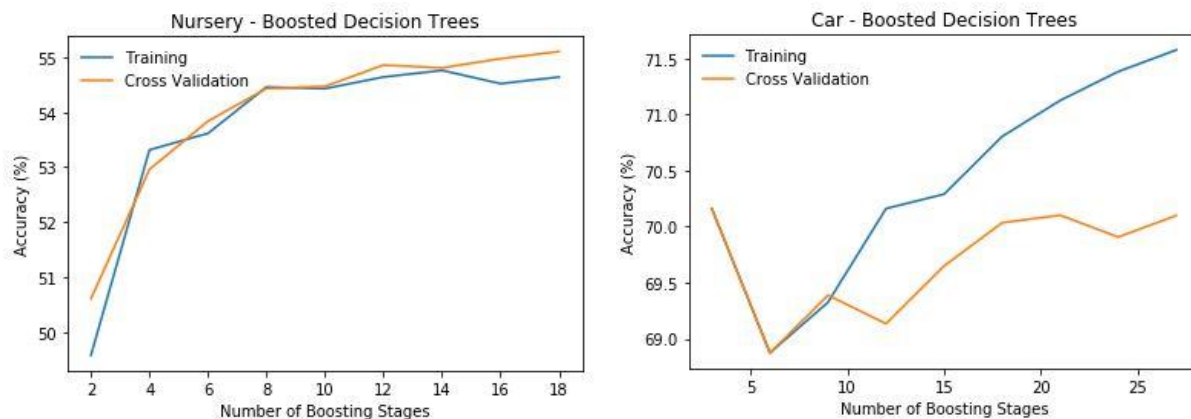 Nursery - Boosted Decision Trees
Training
Cross Validation
55
54
53
52
51
50
Accuracy (%)
2 4 6 8 10 12 14 16 18
Number of Boosting Stages
Car - Boosted Decision Trees
Training
Cross Validation
71.5
71.0
70.5
70.0
69.5
69.0
Accuracy (%)
5 10 15 20 25
Number of Boosting Stages